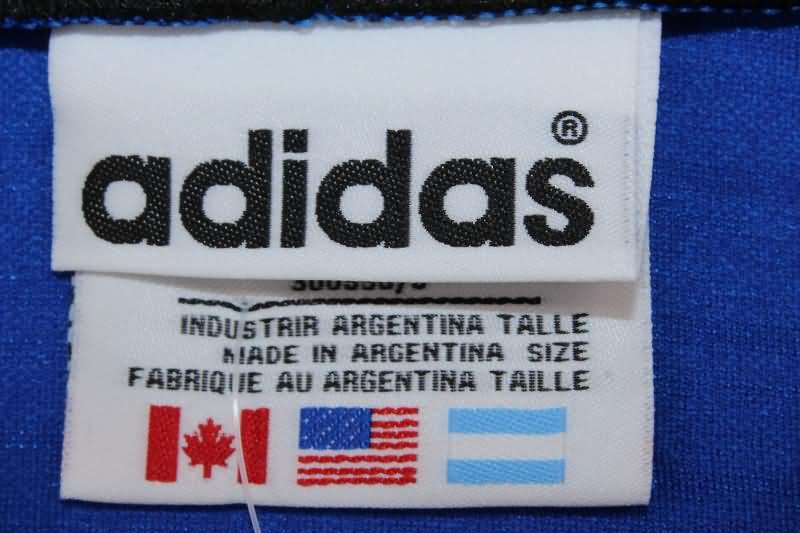 adidas®
INDUSTRIR ARGENTINA TALLE
MADE IN ARGENTINA SIZE
FABRIQUE AU ARGENTINA TAILLE